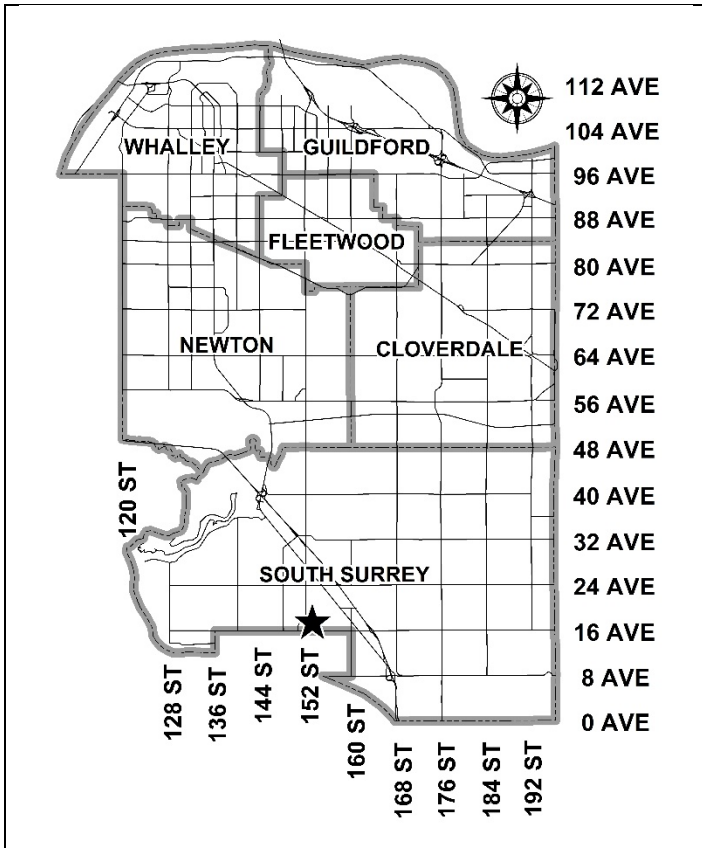 112 AVE
104 AVE
WHALLEY
GUILDFORD
96 AVE
88 AVE
FLEETWOOD
80 AVE
72 AVE
NEWTON
CLOVERDALE
64 AVE
56 AVE
48 AVE
120 ST
40 AVE
32 AVE
SOUTH SURREY
24 AVE
16 AVE
128 ST
136 ST
144 ST
152 ST
8 AVE
160 ST
0 AVE
168 ST
176 ST
184 ST
192 ST